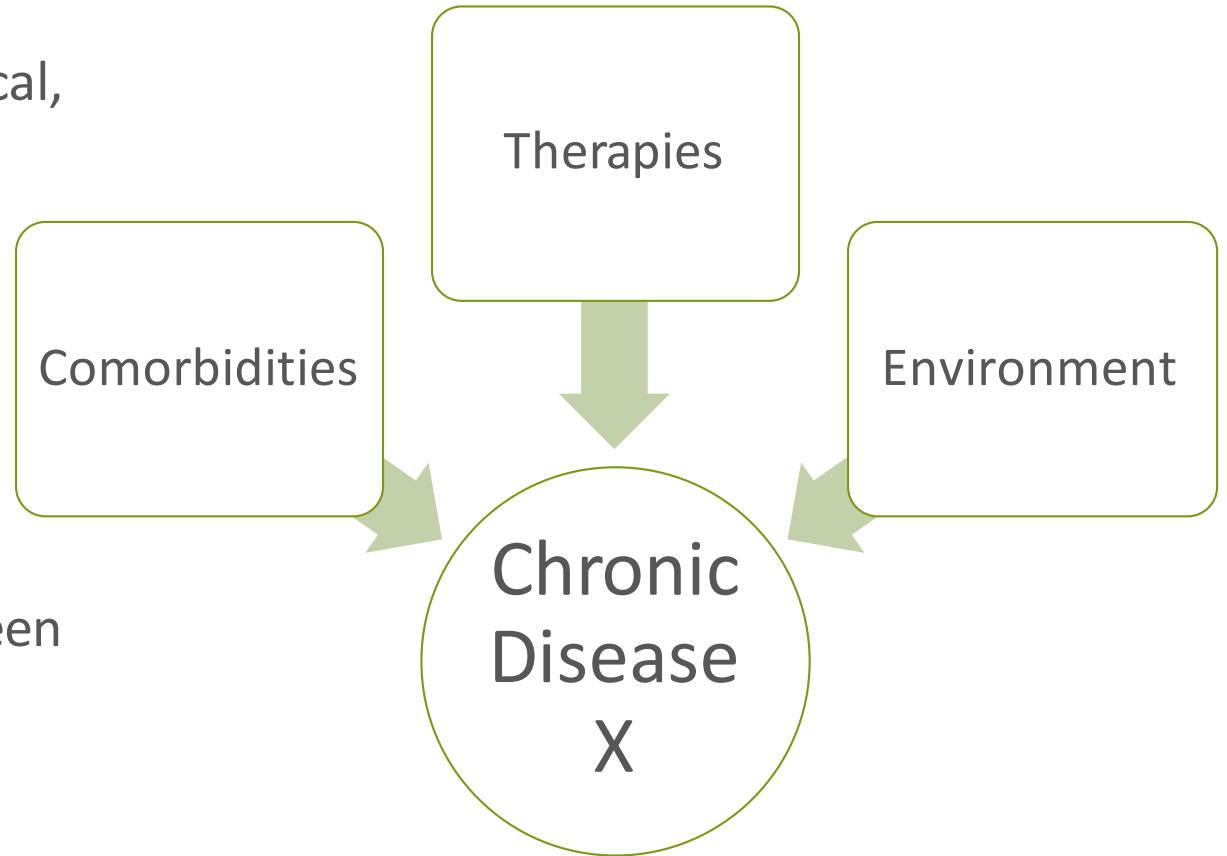 cal,
Therapies
Comorbidities
Environment
Chronic
Disease
X
een